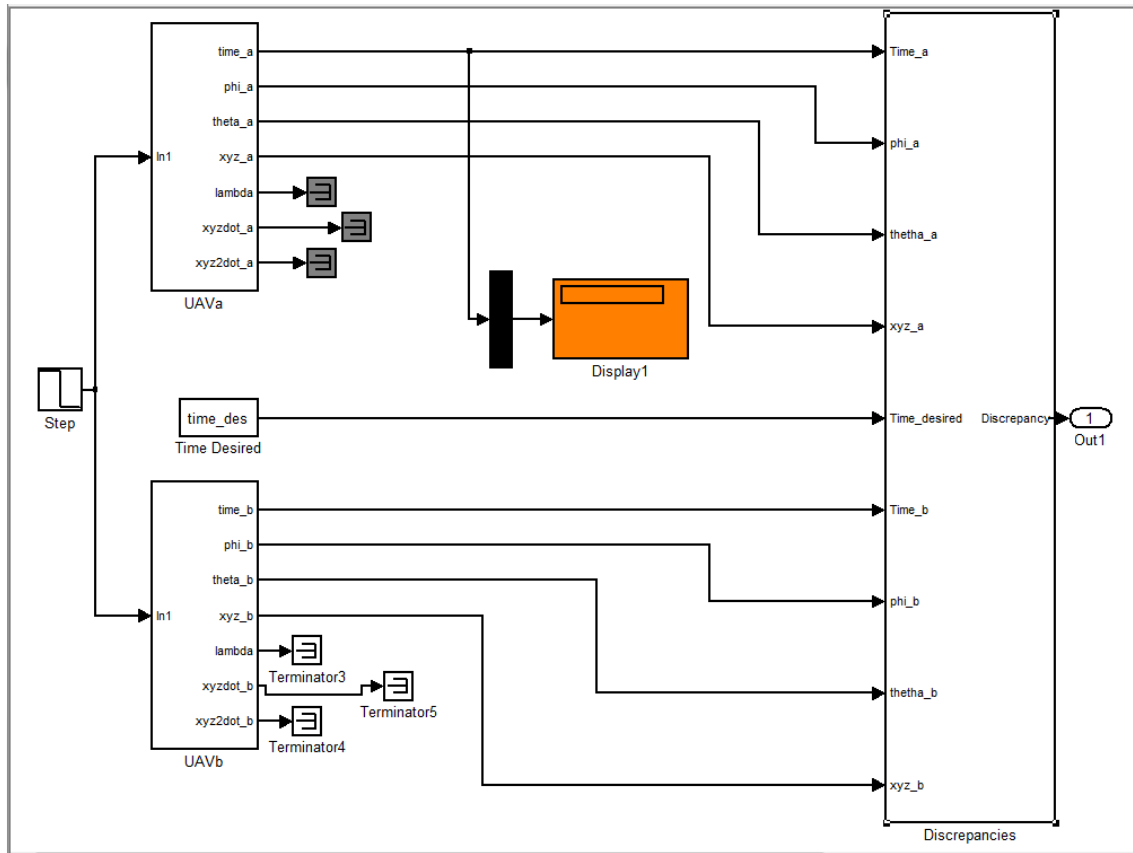 time_a
phi_a
theta_a
In1
xyz_a
lambda
xyzdot_a
xyz2dot_a
UAVa
Display1
Step
time_des
Time Desired
time_b
phi_b
theta_b
In1
xyz_b
lambda
Terminator3
xyzdot_b
Terminator5
xyz2dot_b
Terminator4
UAVb
Time_a
phi_a
thetha_a
xyz_a
Time_desired
Discrepancy
1
Out1
Time_b
phi_b
thetha_b
xyz_b
Discrepancies